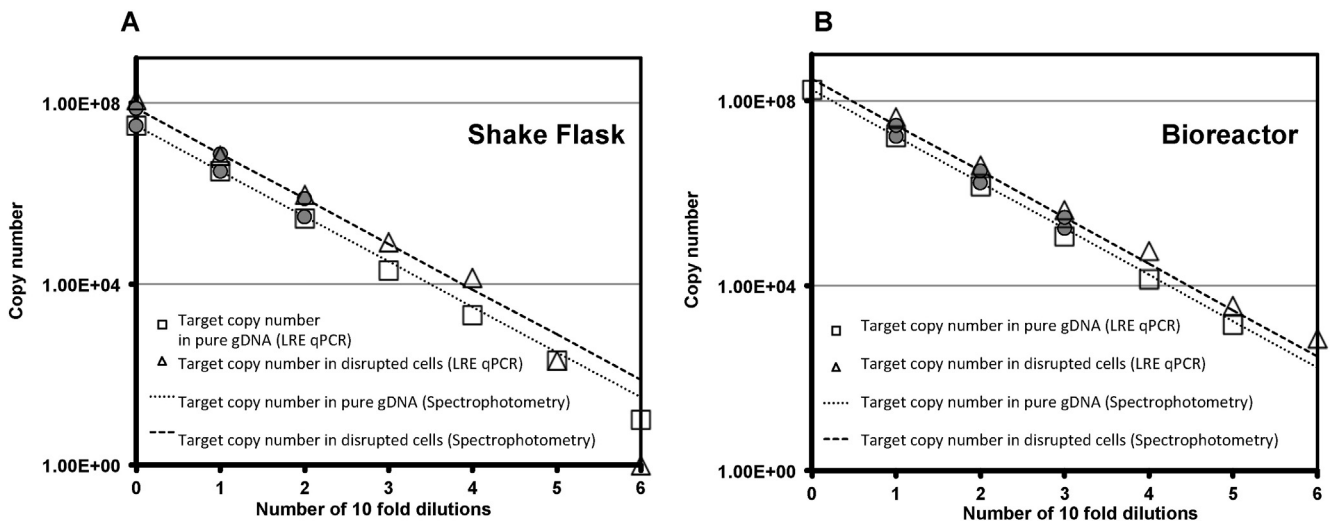 A
Copy number
1.00E+08
1.00E+04
1.00E+00
Shake Flask
Target copy number
in pure gDNA (LRE qPCR)
Target copy number in disrupted cells (LRE qPCR)
Target copy number in pure gDNA (Spectrophotometry)
Target copy number in disrupted cells (Spectrophotometry)
0 1 2 3 4 5 6
Number of 10 fold dilutions
B
Copy number
1.00E+08
1.00E+04
1.00E+00
Bioreactor
Target copy number in pure gDNA (LRE qPCR)
Target copy number in disrupted cells (LRE qPCR)
Target copy number in pure gDNA (Spectrophotometry)
Target copy number in disrupted cells (Spectrophotometry)
0 1 2 3 4 5 6
Number of 10 fold dilutions